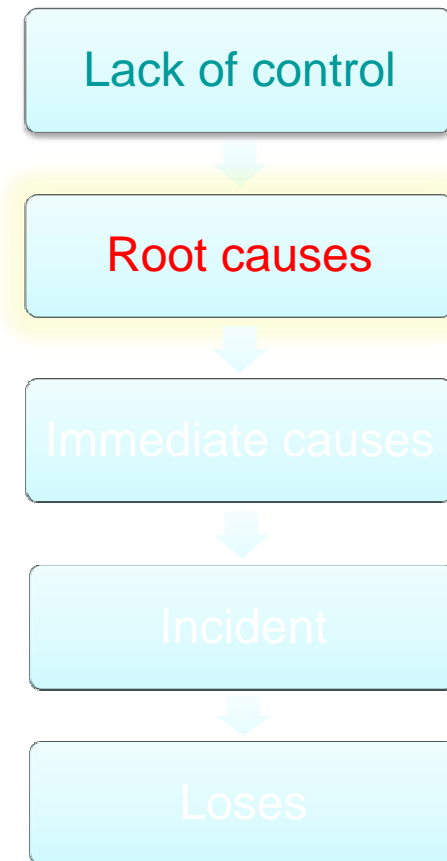 Lack of control
Root causes
Immediate causes
Incident
Loses